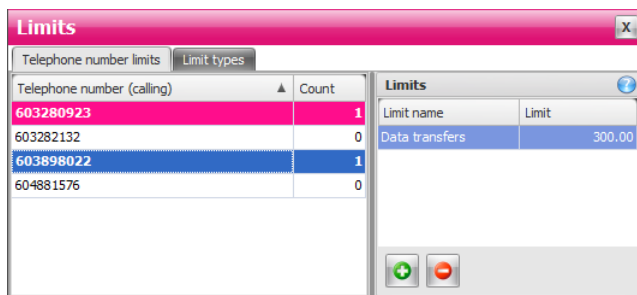 Limits
X
Telephone number limits Limit types
Telephone number (calling) ▲ Count
603280923 1
603282132 0
603898022 1
604881576 0
Limits ?
Limit name Limit
Data transfers 300.00